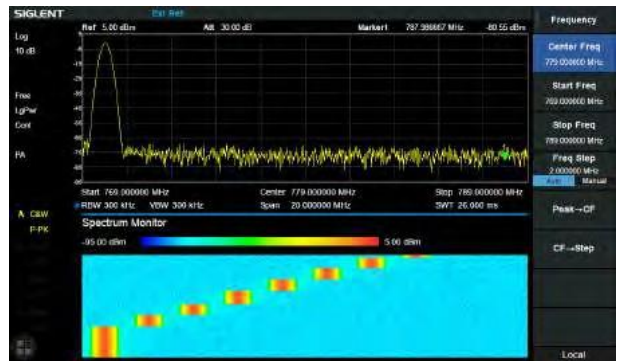 SIGLENT Ext Ref
Ref 5.00 dBm Att 30.00 dB Marker1 787.366667 MHz -80.55 dBm
Log
10 dB
Free
LgPwr
Cont
PA
Start 769.000000 MHz Center 779.000000 MHz Stop 789.000000 MHz
RBW 300 kHz VBW 300 kHz Span 20.000000 MHz SWT 26.000 ms
A C&W
P-PK
Spectrum Monitor
-95.00 dBm 5.00 dBm
Frequency
Center Freq
779.000000 MHz
Start Freq
769.000000 MHz
Stop Freq
789.000000 MHz
Freq Step
2.000000 MHz
Auto Manual
Peak→CF
CF→Step
Local